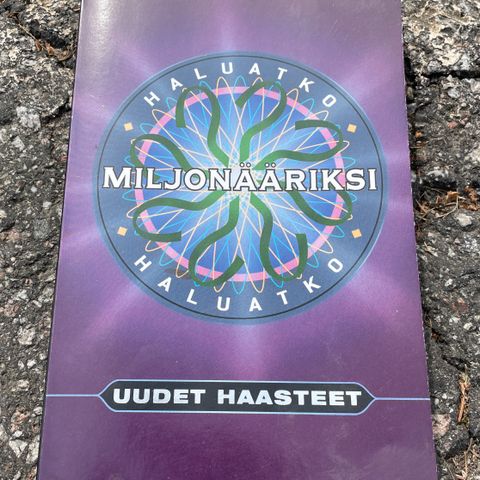 HALUATKO
MILJONÄÄRIKSI
HALUATKO
UUDET HAASTEET